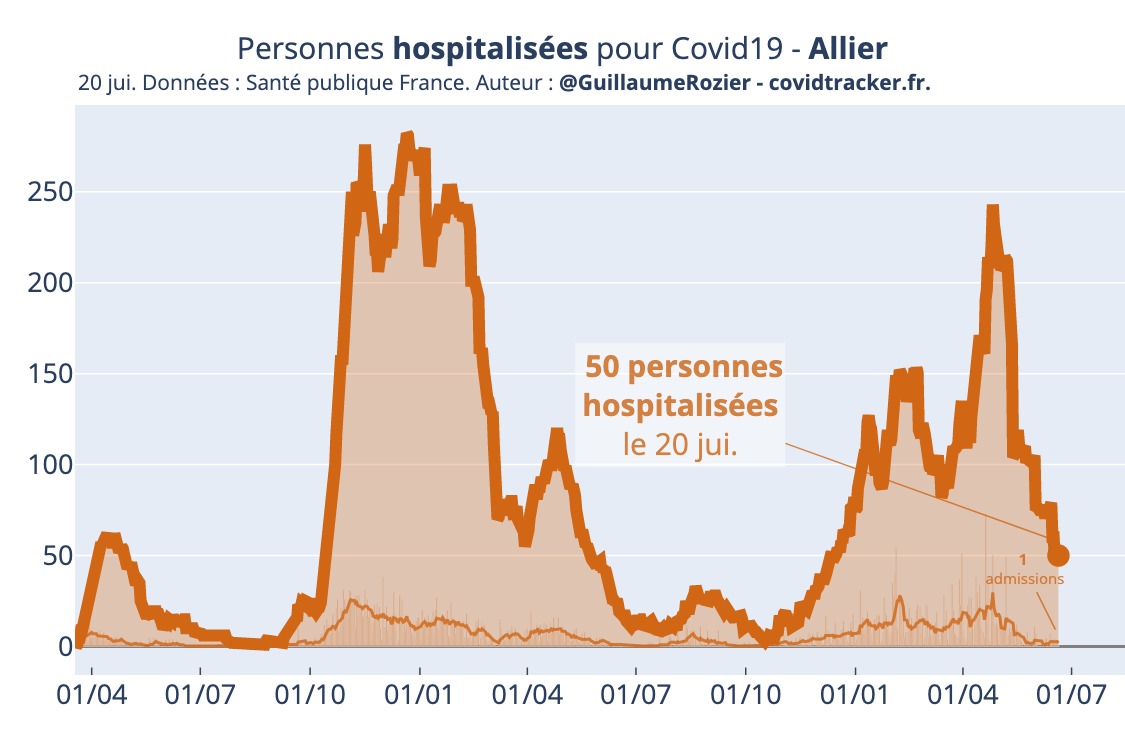 Personnes hospitalisées pour Covid19 - Allier
20 jui. Données : Santé publique France. Auteur : @GuillaumeRozier - covidtracker.fr.
250
200
150
100
50
0
50 personnes
hospitalisées
le 20 jui.
1
admissions
01/04 01/07 01/10 01/01 01/04 01/07 01/10 01/01 01/04 01/07